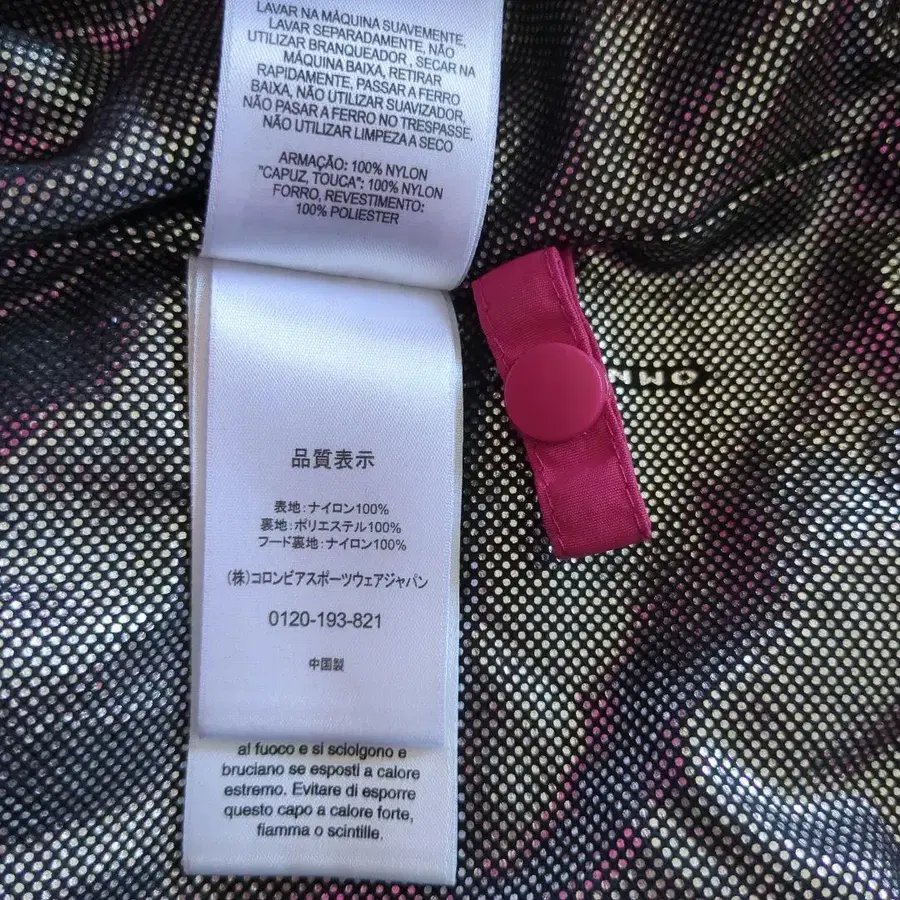 LAVAR NA MÁQUINA SUAVEMENTE,
LAVAR SEPARADAMENTE, NÃO
UTILIZAR BRANQUEADOR, SECAR NA
MÁQUINA BAIXA, RETIRAR
RAPIDAMENTE, PASSAR A FERRO
BAIXA, NÃO UTILIZAR SUAVIZADOR,
NÃO PASAR A FERRO NO TRESPASSE,
NÃO UTILIZAR LIMPEZA A SECO
ARMAÇÃO: 100% NYLON
"CAPUZ, TOUCA": 100% NYLON
FORRO, REVESTIMENTO:
100% POLIESTER
品質表示
表地:ナイロン100%
裏地:ポリエステル100%
フード裏地:ナイロン100%
(株)コロンビアスポーツウェアジャパン
0120-193-821
中国製
al fuoco e si sciolgono e
bruciano se esposti a calore
estremo. Evitare di esporre
questo capo a calore forte,
fiamma o scintille.